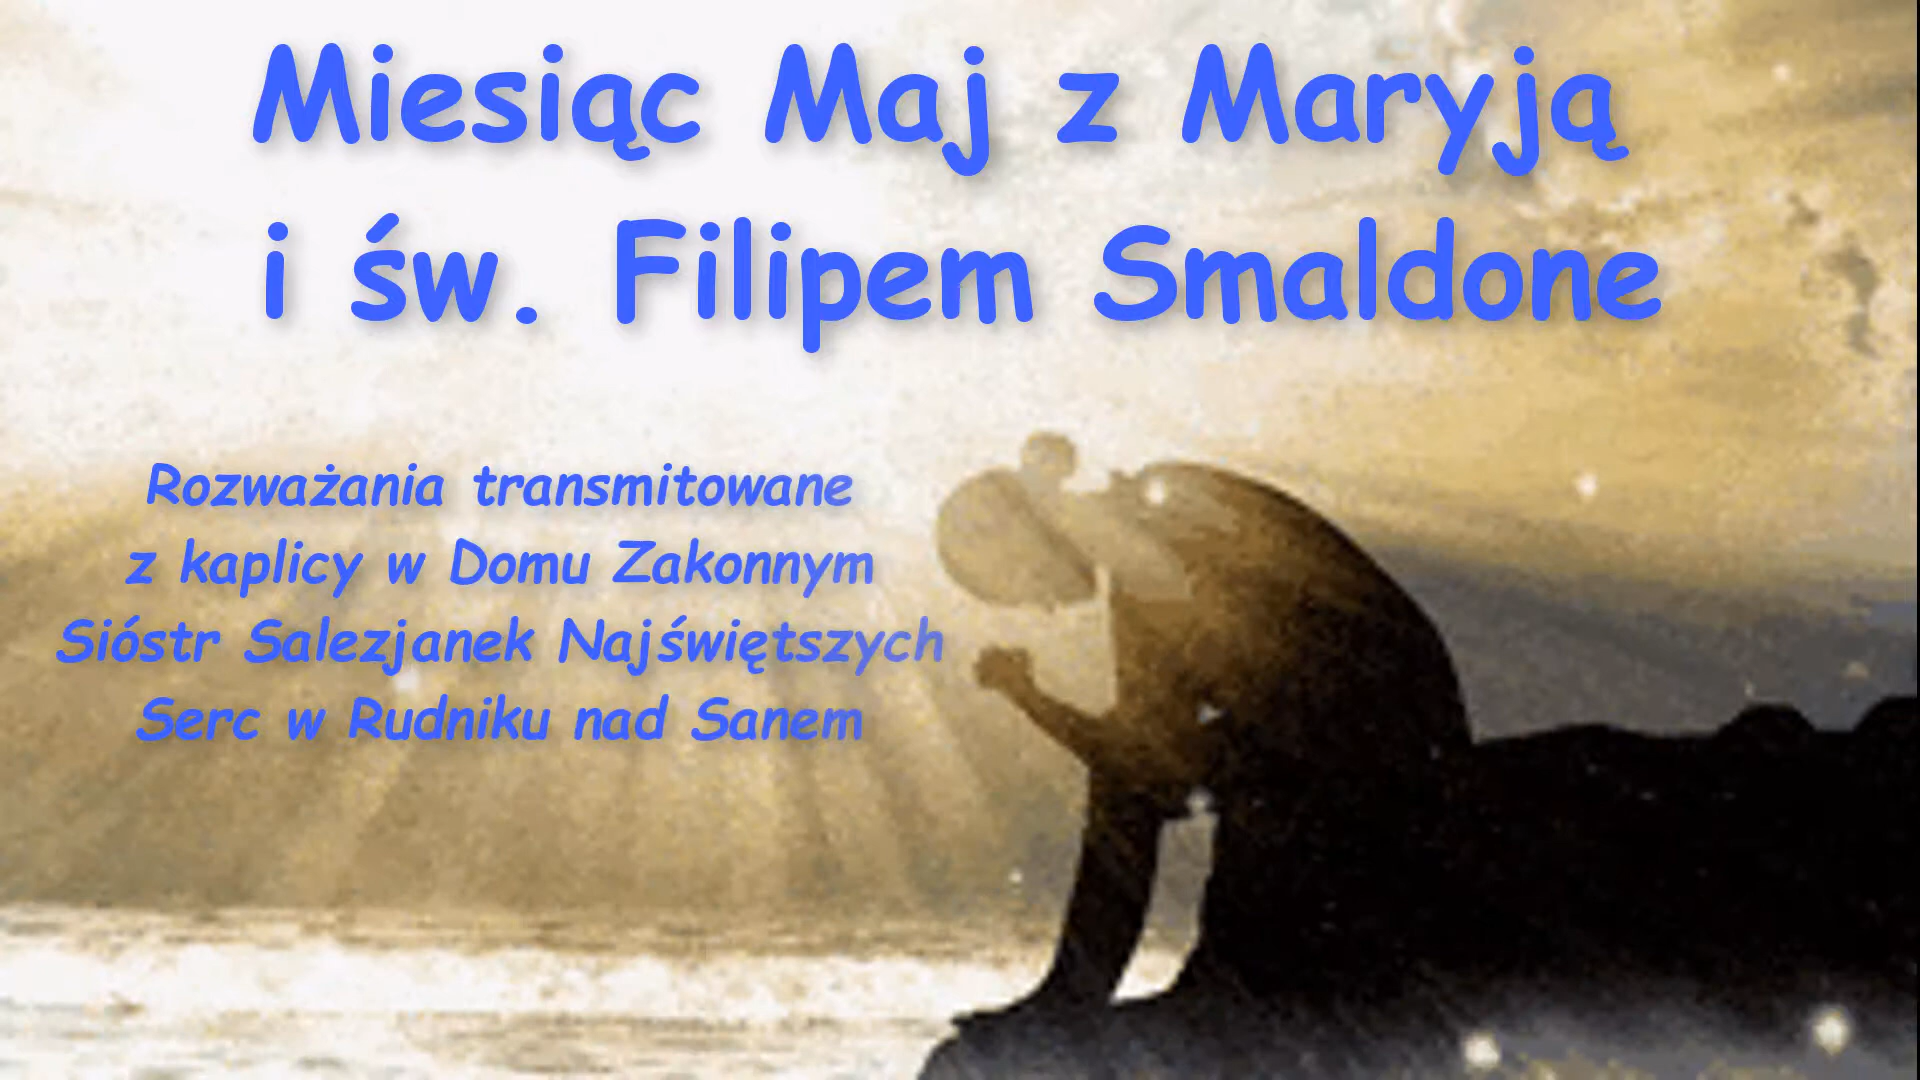 Miesiąc Maj z Maryją
i św. Filipem Smaldone
Rozważania transmitowane
z kaplicy w Domu Zakonnym
Sióstr Salezjanek Najświętszych
Serc w Rudniku nad Sanem